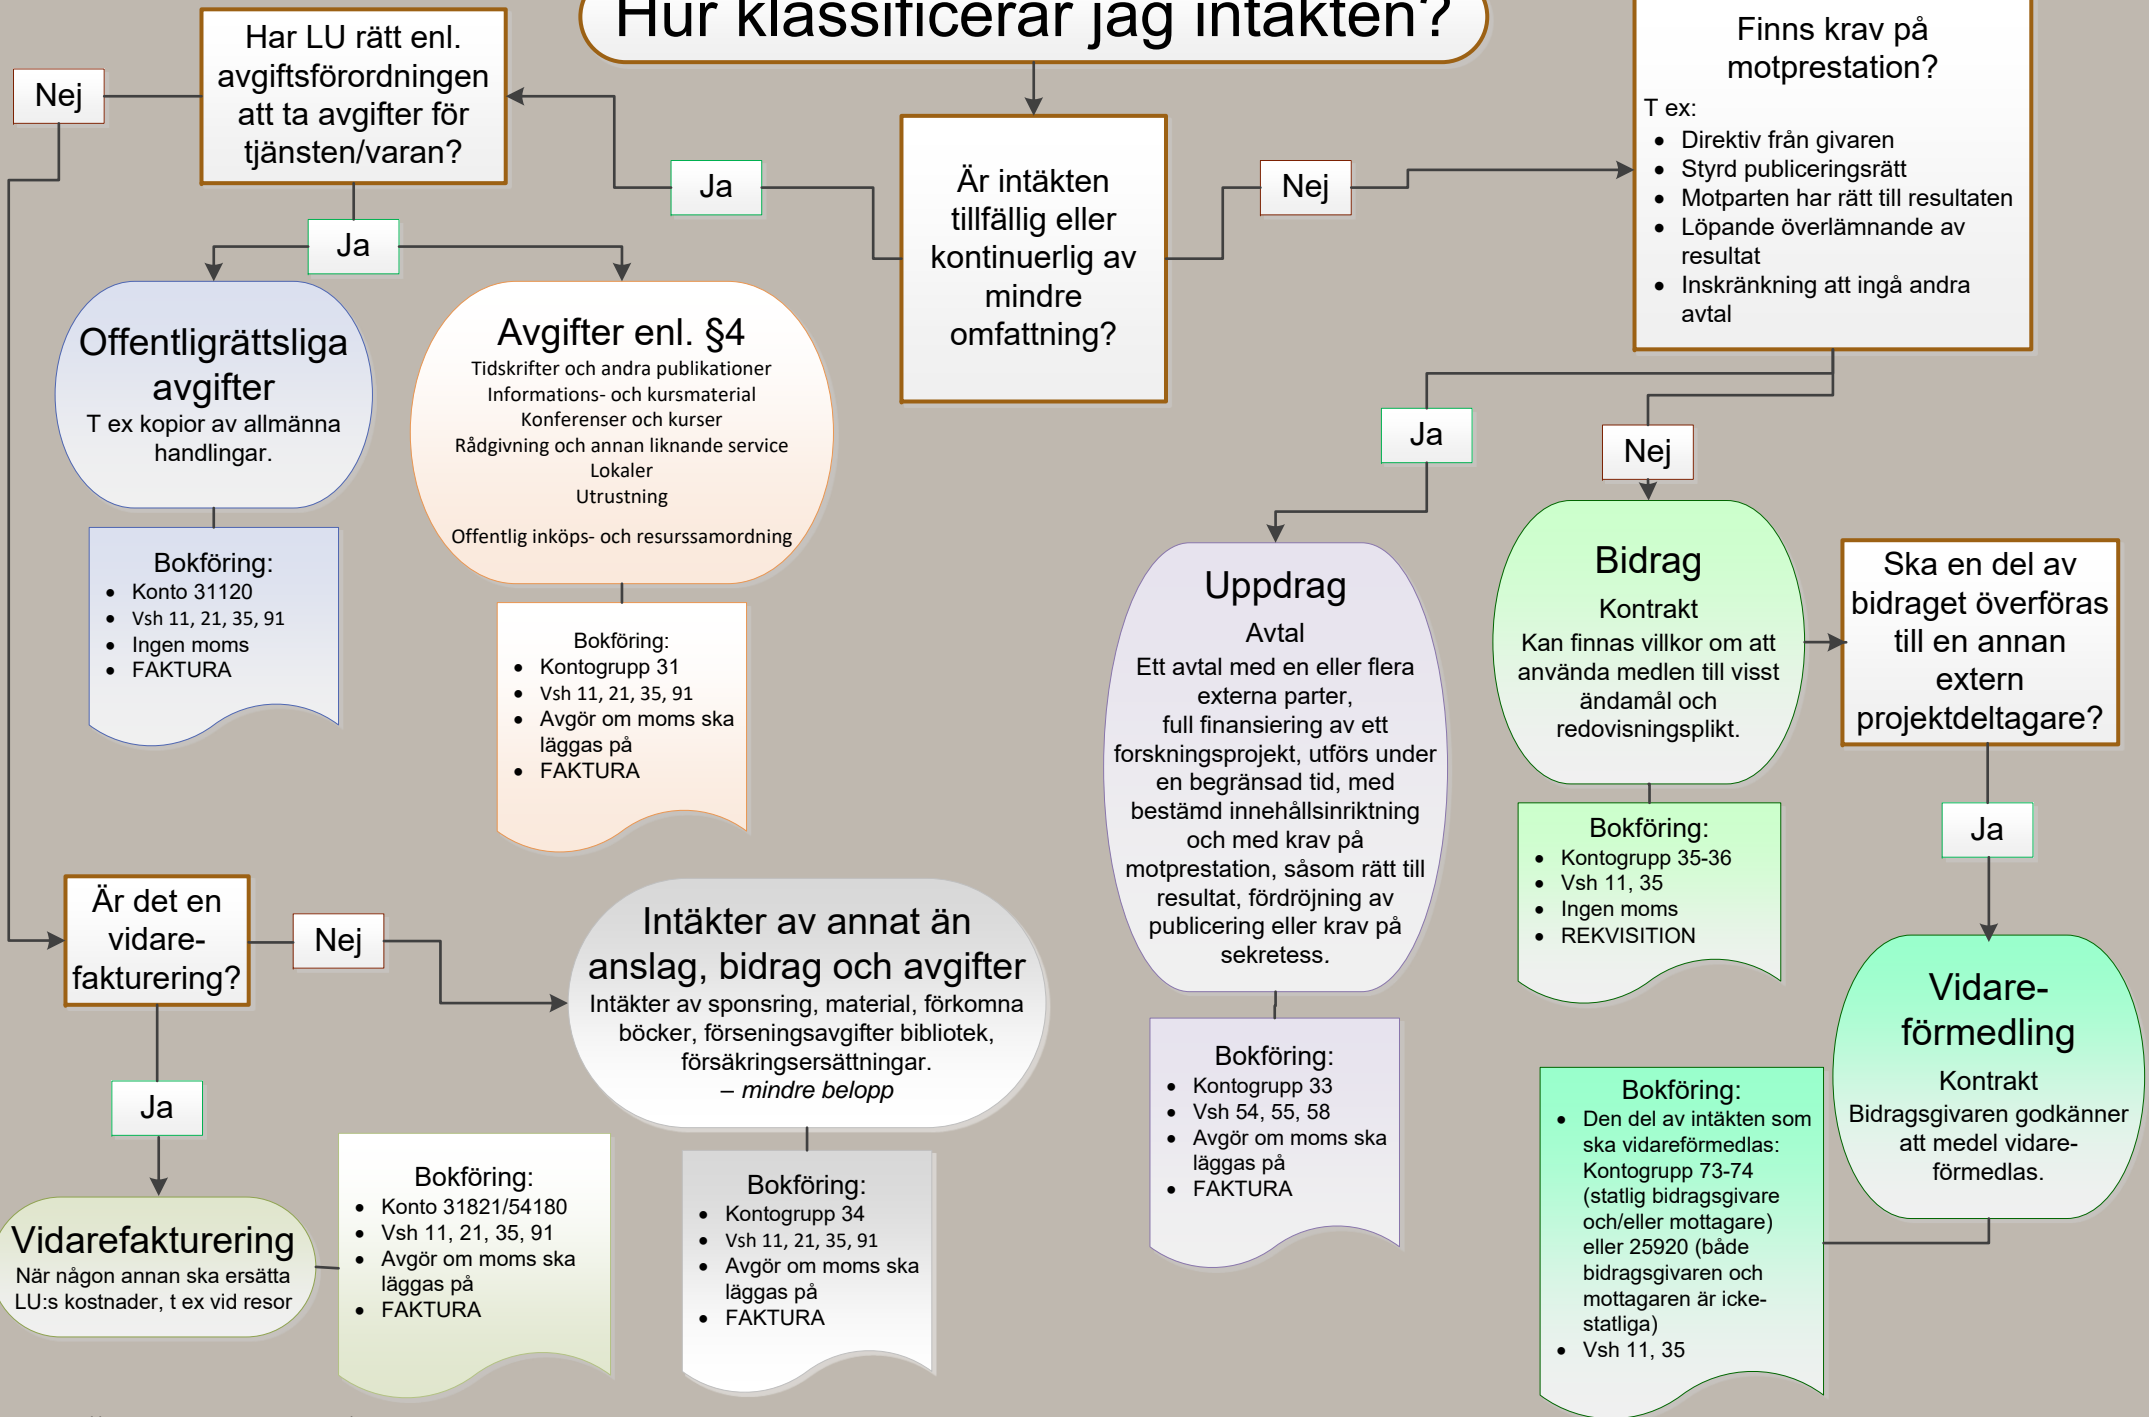 Hur klassificerar jag intäkten?
Har LU rätt enl.
avgiftsförordningen
att ta avgifter för
tjänsten/varan?
Nej
Ja
Ja
Är intäkten
tillfällig eller
kontinuerlig av
mindre
omfattning?
Nej
Finns krav på
motprestation?
T ex:
• Direktiv från givaren
• Styrd publiceringsrätt
• Motparten har rätt till resultaten
• Löpande överlämnande av
resultat
• Inskränkning att ingå andra
avtal
Offentligrättsliga
avgifter
T ex kopior av allmänna
handlingar.
Bokföring:
• Konto 31120
• Vsh 11, 21, 35, 91
• Ingen moms
• FAKTURA
Avgifter enl. §4
Tidskrifter och andra publikationer
Informations- och kursmaterial
Konferenser och kurser
Rådgivning och annan liknande service
Lokaler
Utrustning
Offentlig inköps- och resurssamordning
Bokföring:
• Kontogrupp 31
• Vsh 11, 21, 35, 91
• Avgör om moms ska
läggas på
• FAKTURA
Ja
Nej
Uppdrag
Avtal
Ett avtal med en eller flera
externa parter,
full finansiering av ett
forskningsprojekt, utförs under
en begränsad tid, med
bestämd innehållsinriktning
och med krav på
motprestation, såsom rätt till
resultat, fördröjning av
publicering eller krav på
sekretess.
Bokföring:
• Kontogrupp 33
• Vsh 54, 55, 58
• Avgör om moms ska
läggas på
• FAKTURA
Bidrag
Kontrakt
Kan finnas villkor om att
använda medlen till visst
ändamål och
redovisningsplikt.
Bokföring:
• Kontogrupp 35-36
• Vsh 11, 35
• Ingen moms
• REKVISITION
Ska en del av
bidraget överföras
till en annan
extern
projektdeltagare?
Ja
Vidare-
förmedling
Kontrakt
Bidragsgivaren godkänner
att medel vidare-
förmedlas.
Bokföring:
• Den del av intäkten som
ska vidareförmedlas:
Kontogrupp 73-74
(statlig bidragsgivare
och/eller mottagare)
eller 25920 (både
bidragsgivaren och
mottagaren är icke-
statliga)
• Vsh 11, 35
Är det en
vidare-
fakturering?
Nej
Intäkter av annat än
anslag, bidrag och avgifter
Intäkter av sponsring, material, förkomna
böcker, förseningsavgifter bibliotek,
försäkringsersättningar.
– mindre belopp
Bokföring:
• Kontogrupp 34
• Vsh 11, 21, 35, 91
• Avgör om moms ska
läggas på
• FAKTURA
Ja
Vidarefakturering
När någon annan ska ersätta
LU:s kostnader, t ex vid resor
Bokföring:
• Konto 31821/54180
• Vsh 11, 21, 35, 91
• Avgör om moms ska
läggas på
• FAKTURA